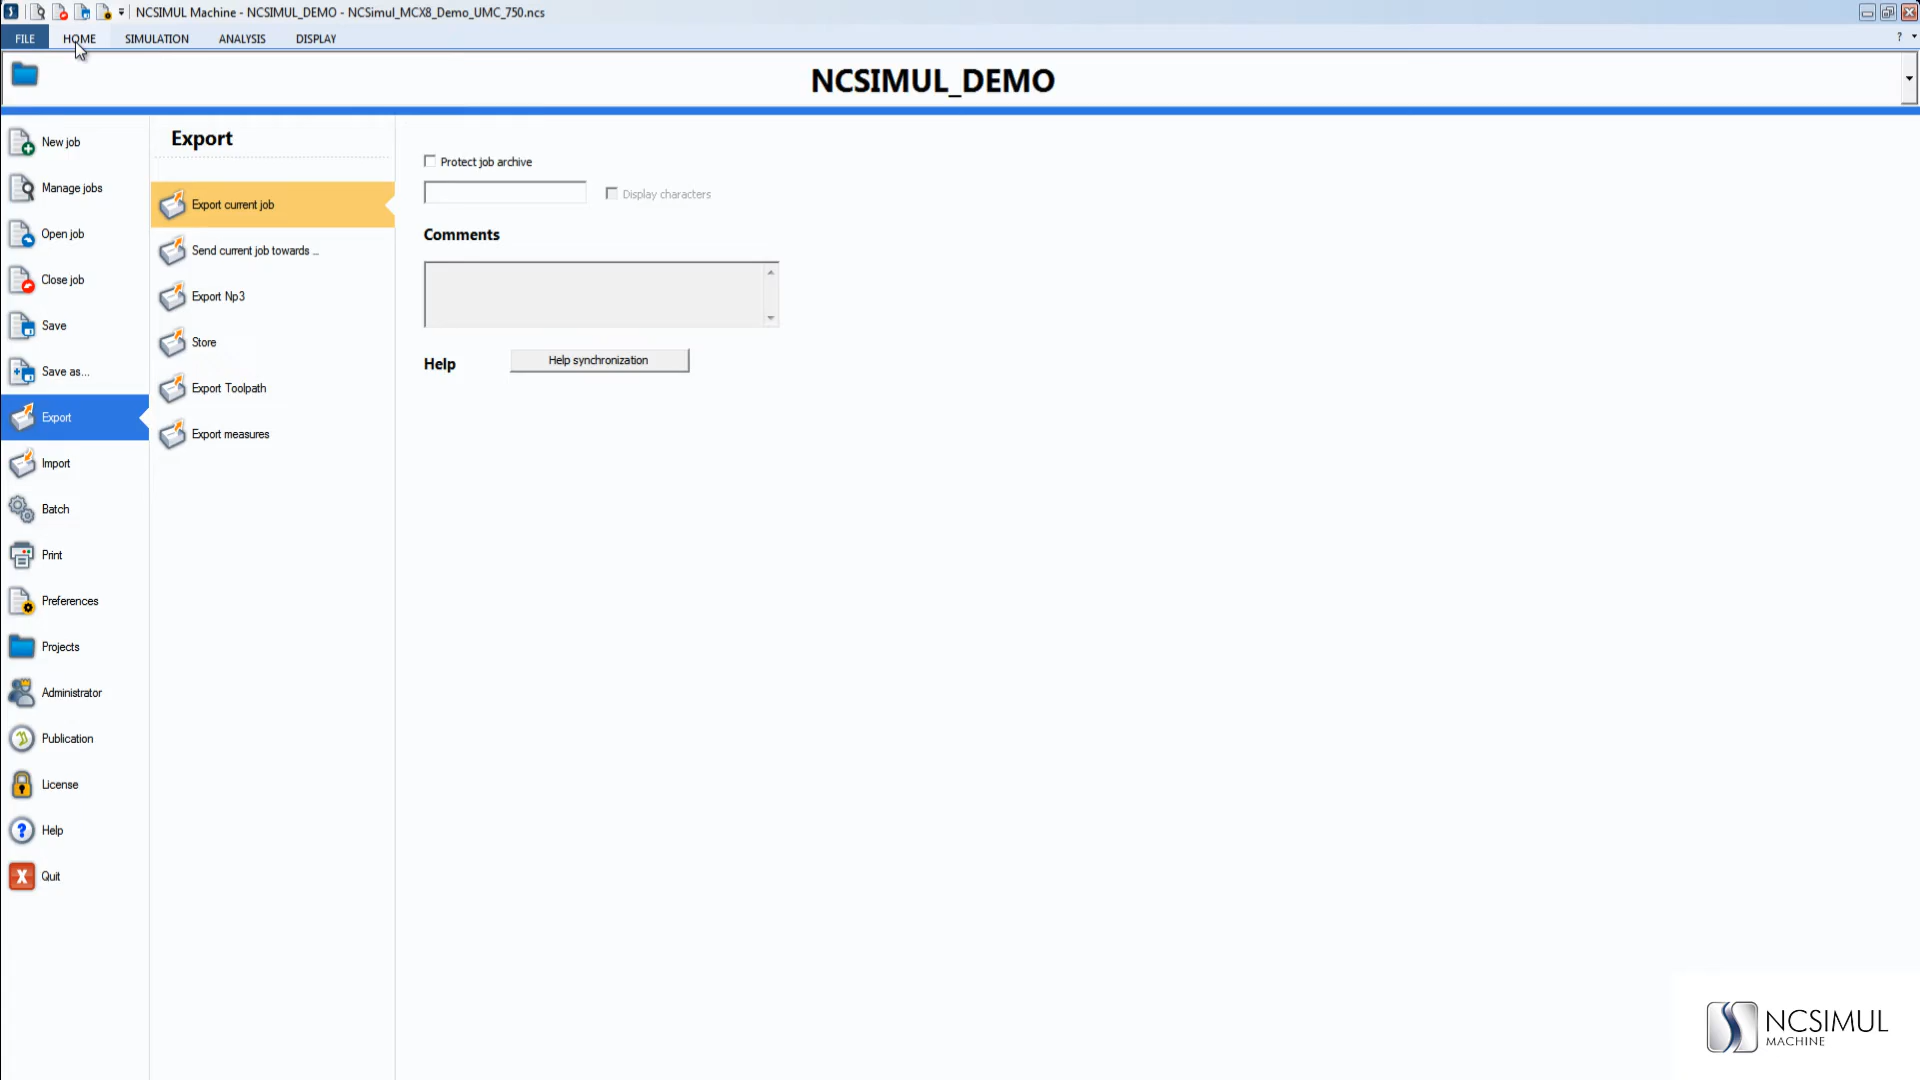 NCSIMUL Machine - NCSIMUL_DEMO - NCSimul_MCX8_Demo_UMC_750.ncs
FILE HOME SIMULATION ANALYSIS DISPLAY ?
NCSIMUL_DEMO
New job
Manage jobs
Open job
Close job
Save
Save as...
Export
Import
Batch
Print
Preferences
Projects
Administrator
Publication
License
Help
Quit
Export
Export current job
Send current job towards ...
Export Np3
Store
Export Toolpath
Export measures
Protect job archive
Display characters
Comments
Help
Help synchronization
NCSIMUL
MACHINE